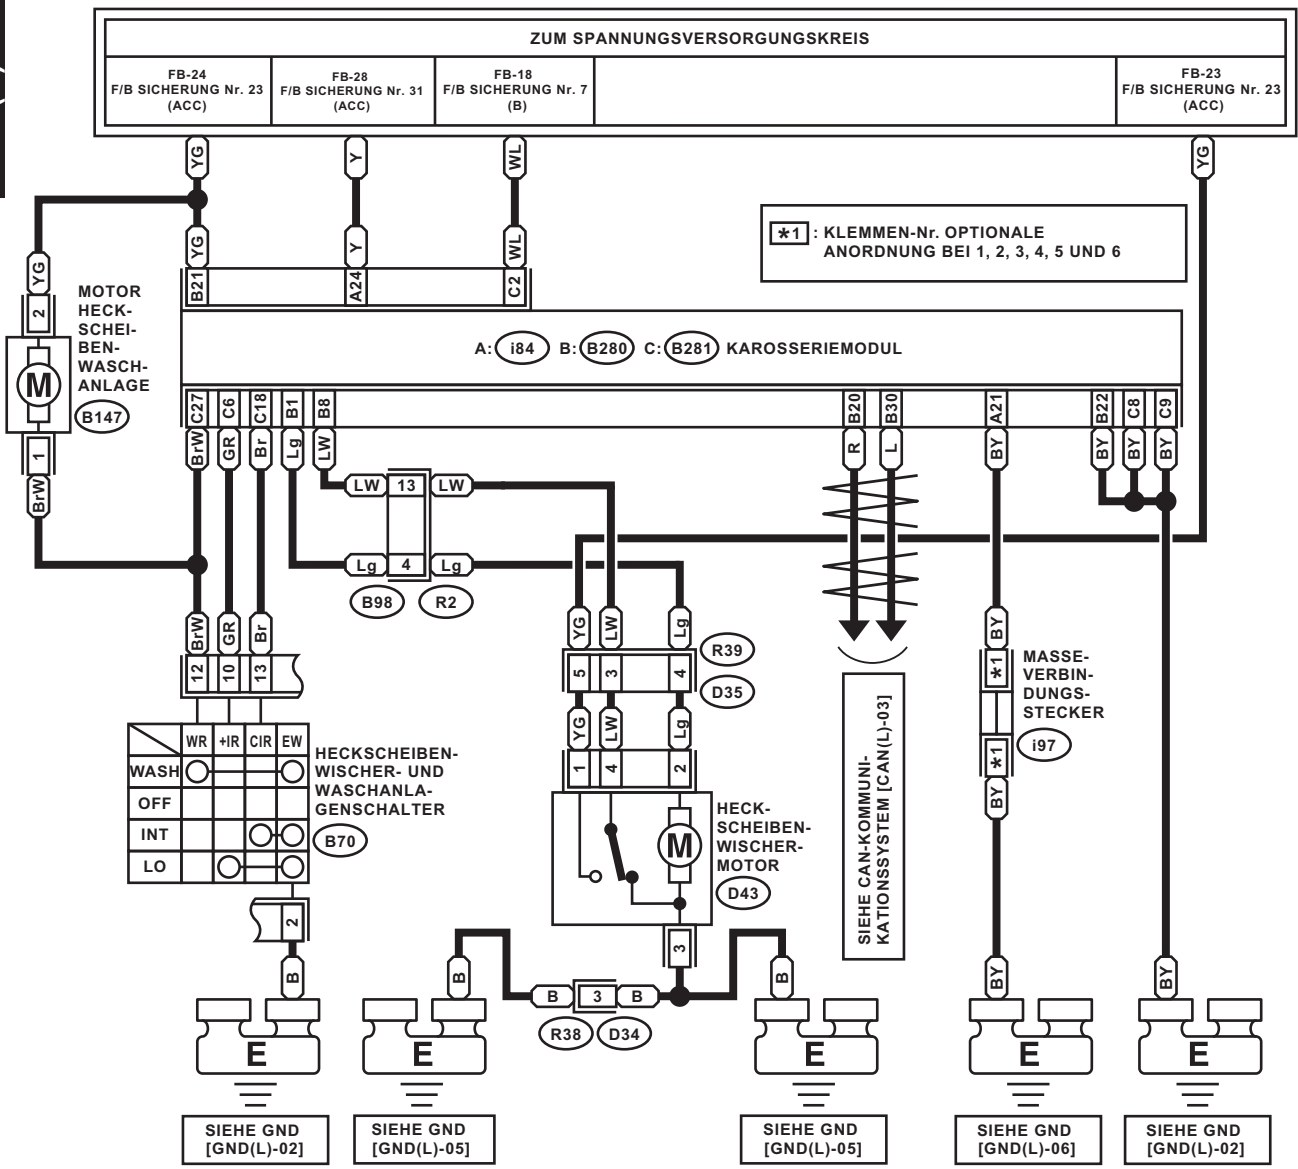 ZUM SPANNUNGSVERSORGUNGSKREIS
FB-24
F/B SICHERUNG Nr. 23
(ACC)
FB-28
F/B SICHERUNG Nr. 31
(ACC)
FB-18
F/B SICHERUNG Nr. 7
(B)
FB-23
F/B SICHERUNG Nr. 23
(ACC)
YG
Y
WL
YG
YG
Y
WL
*1 : KLEMMEN-Nr. OPTIONALE
ANORDNUNG BEI 1, 2, 3, 4, 5 UND 6
YG
B21
A24
C2
2
MOTOR
HECK-
SCHEI-
BEN-
WASCH-
ANLAGE
B147
M
1
BrW
A: i84 B: B280 C: B281 KAROSSERIEMODUL
C27
C6
C18
B1
B8
B20
B30
A21
B22
C8
C9
BrW
GR
Br
Lg
LW
R
L
BY
BY
BY
BY
LW 13 LW
Lg 4 Lg
B98
R2
BrW
GR
Br
YG
LW
Lg
BY
12
10
13
5
3
4
R39
D35
*1
MASSE-
VERBIN-
DUNGS-
STECKER
i97
*1
BY
YG
LW
Lg
1
4
2
WR +IR CIR EW
WASH
OFF
INT
LO
HECKSCHEIBEN-
WISCHER- UND
WASCHANLA-
GENSCHALTER
B70
M
HECK-
SCHEIBEN-
WISCHER-
MOTOR
D43
SIEHE CAN-KOMMUNI-
KATIONSSYSTEM [CAN(L)-03]
2
3
B
B
B
BY
BY
B 3 B
R38
D34
E
E
E
E
E
SIEHE GND
[GND(L)-02]
SIEHE GND
[GND(L)-05]
SIEHE GND
[GND(L)-05]
SIEHE GND
[GND(L)-06]
SIEHE GND
[GND(L)-02]